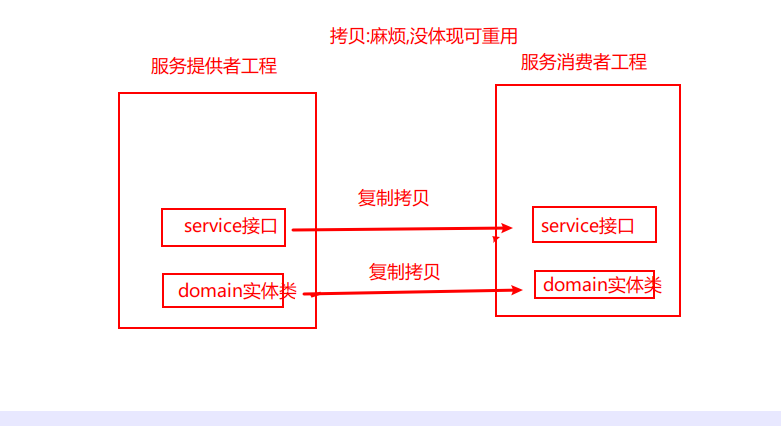 拷贝:麻烦,没体现可重用
服务提供者工程
服务消费者工程
复制拷贝
service接口
service接口
复制拷贝
domain实体类
domain实体类